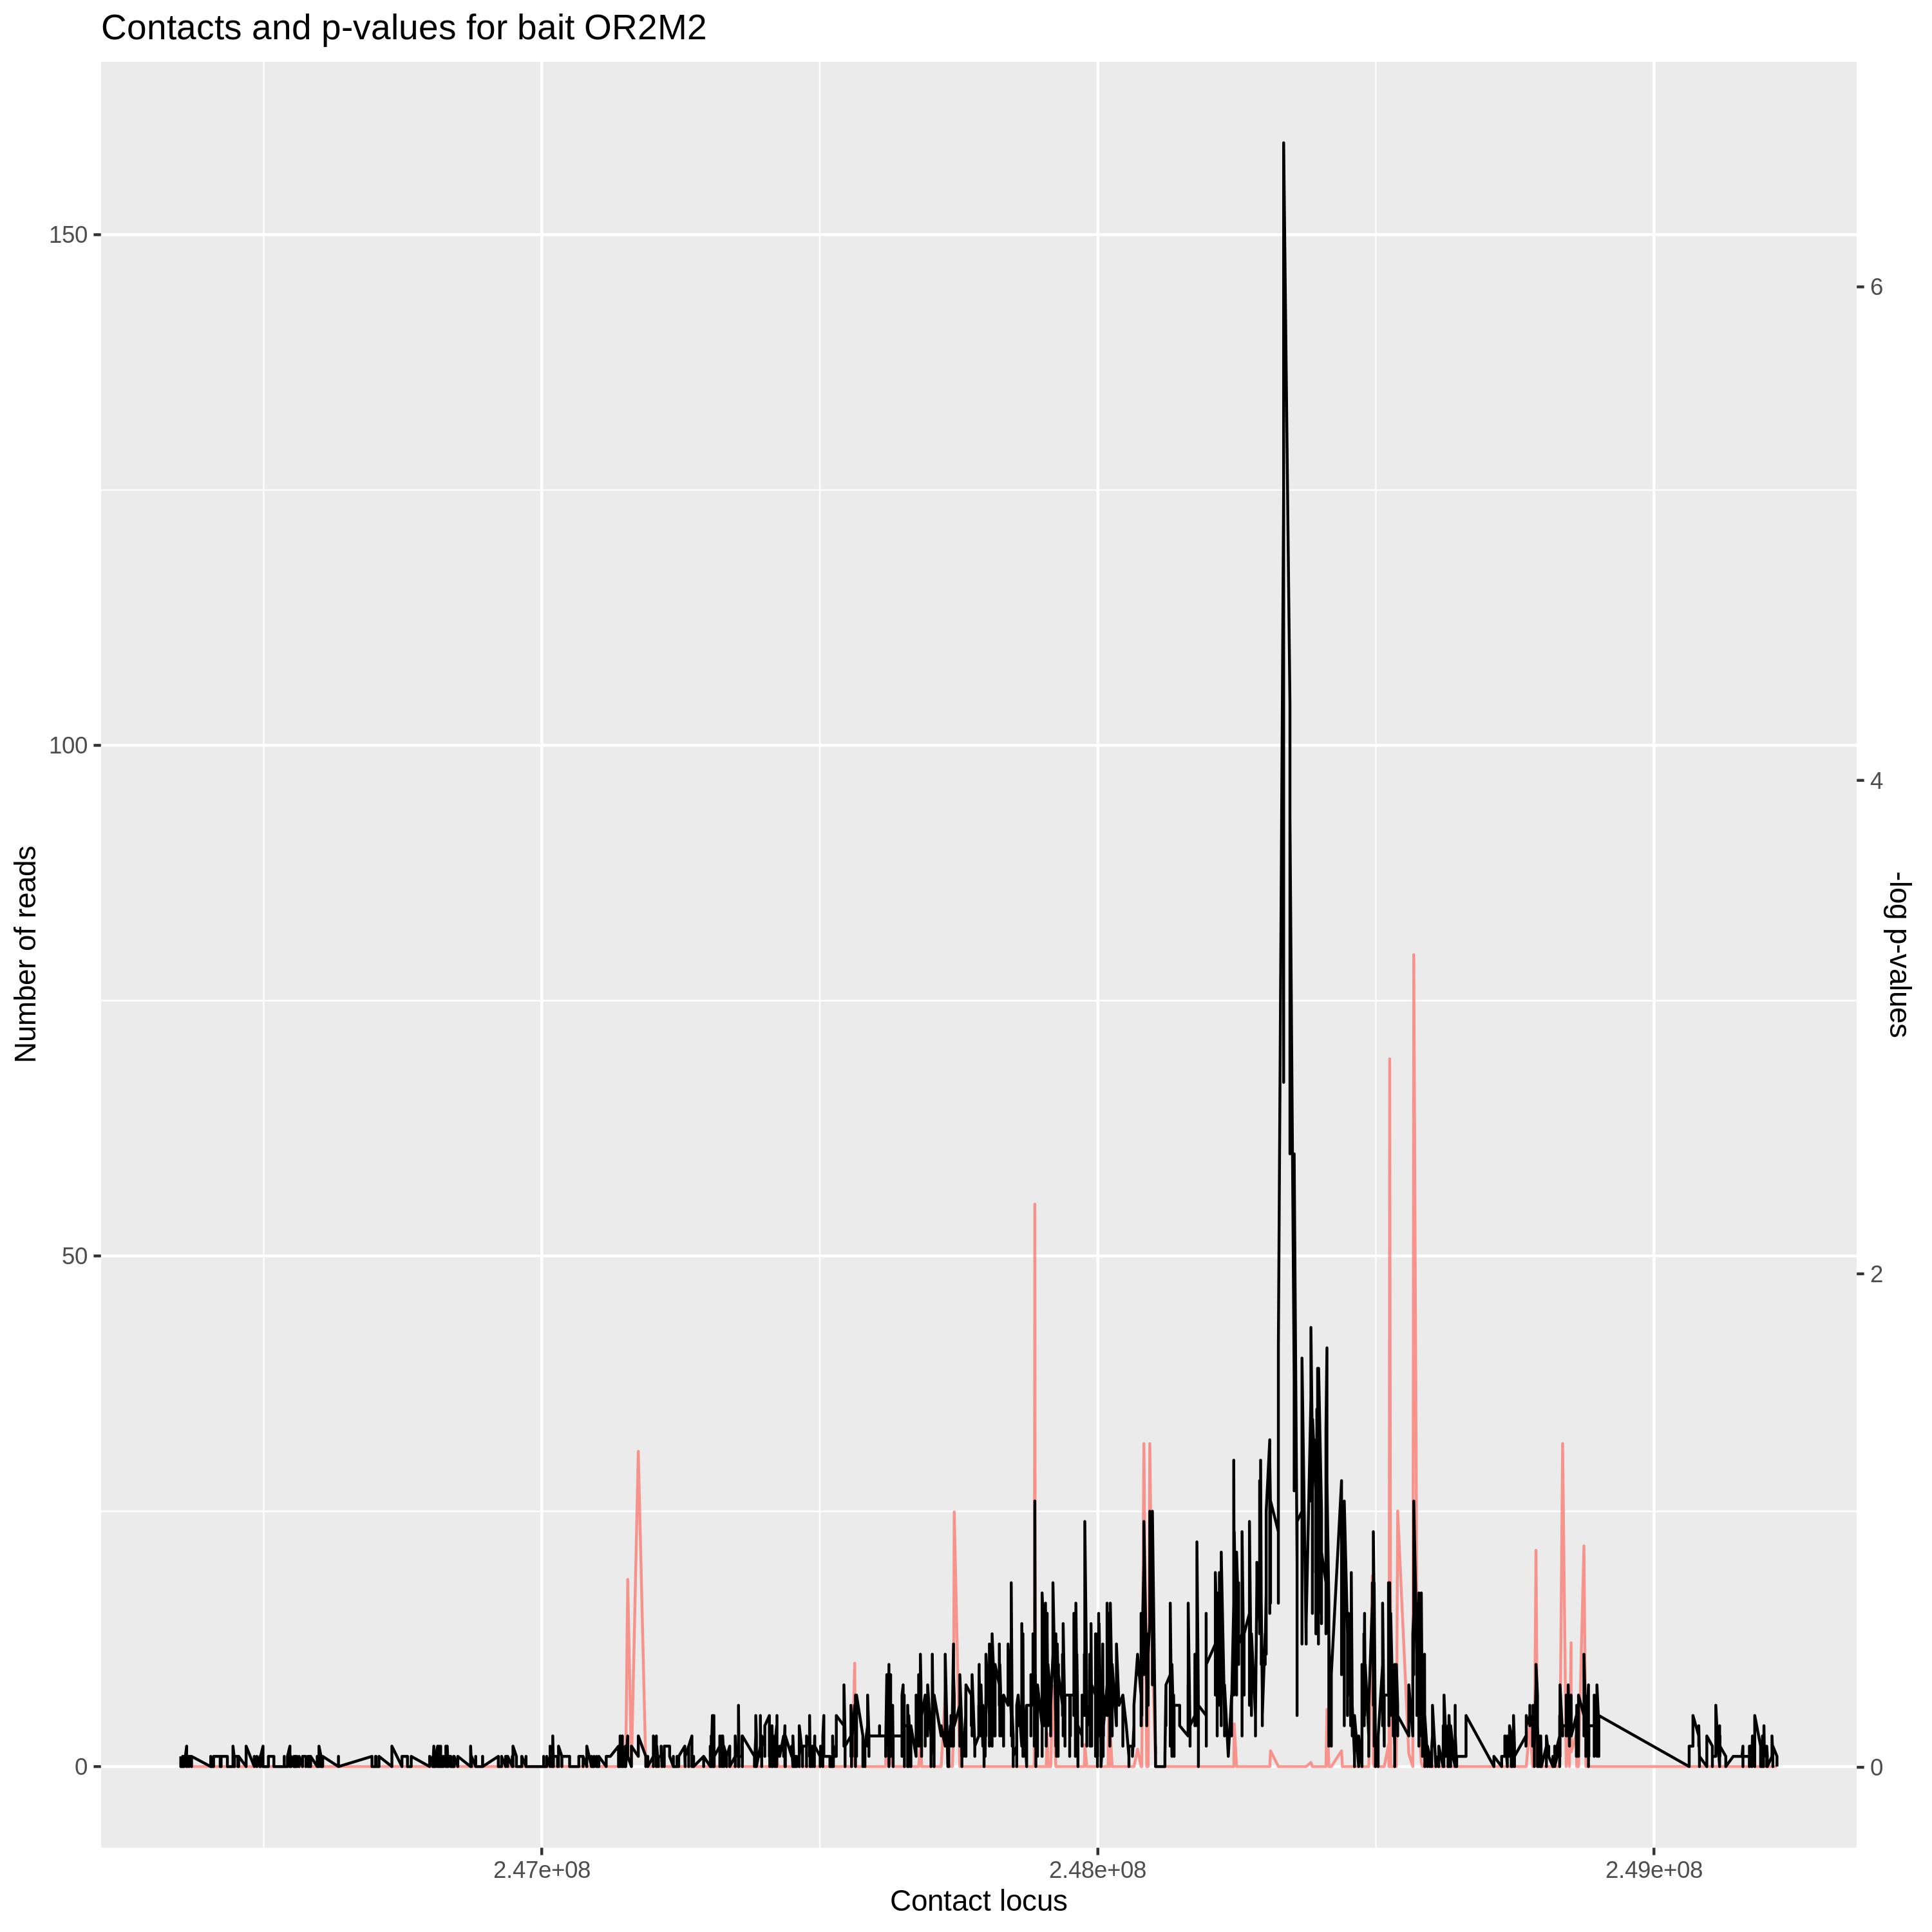 Contacts and p-values for bait OR2M2
150
100
50
0
Number of reads
6
4
2
0
-log p-values
2.47e+08
2.48e+08
2.49e+08
Contact locus